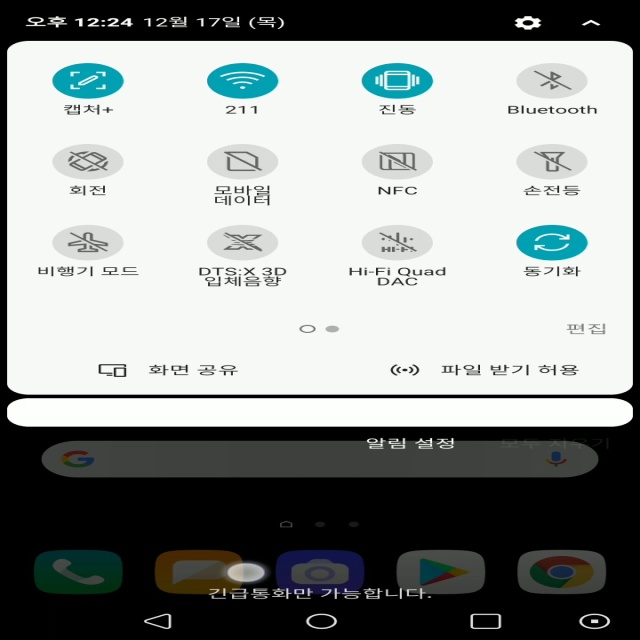 오후 12:24 12월 17일 (목)
캡처+
211
진동
Bluetooth
회전
모바일
데이터
NFC
손전등
비행기 모드
DTS:X 3D
입체음향
Hi-Fi Quad
DAC
동기화
편집
화면 공유
파일 받기 허용
알림 설정
모두 지우기
긴급통화만 가능합니다.